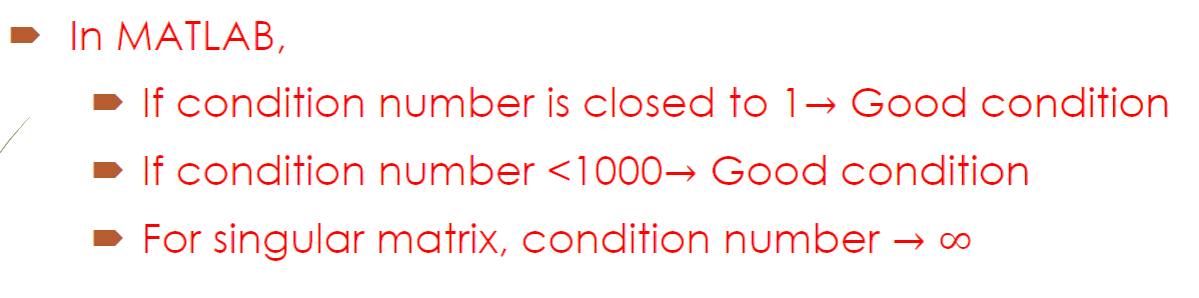 In MATLAB,
If condition number is closed to 1→ Good condition
If condition number <1000→ Good condition
For singular matrix, condition number → ∞